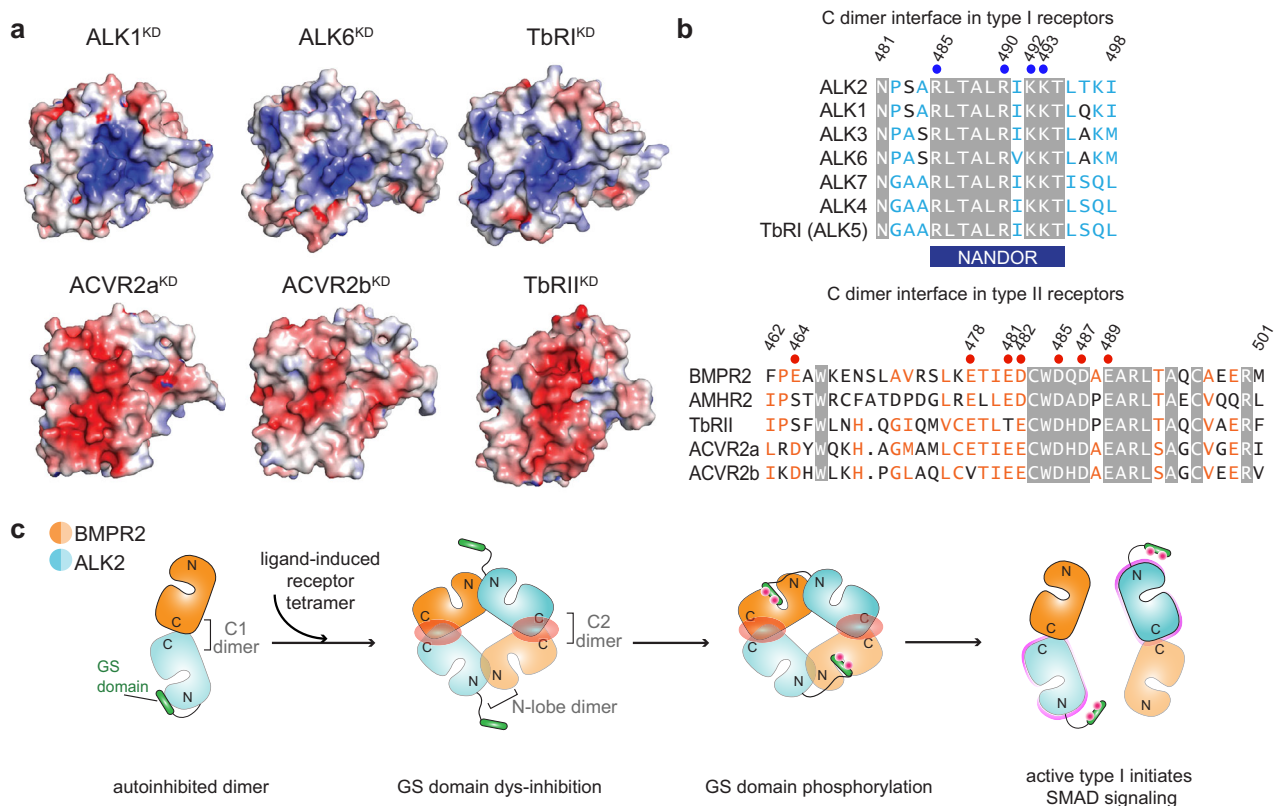 a
ALK1KD
ALK6KD
TbRIKD
ACVR2aKD
ACVR2bKD
TbRIIKD
b
C dimer interface in type I receptors
481 485 490 492 493 498
ALK2 NPSARLTALRIKKTLTKI
ALK1 NPSARLTALRIKKTLQKI
ALK3 NPASRLTALRIKKTLAKM
ALK6 NPASRLTALRVKKTLAKM
ALK7 NGAARLTALRIKKTISQL
ALK4 NGAARLTALRIKKTLSQL
TbRI (ALK5) NGAARLTALRIKKTLSQL
NANDOR
C dimer interface in type II receptors
462 464 478 481 482 485 487 489 501
BMPR2 FPEAWKENSLAVRSLKETIEDCWDQDAEARLTAQCAEERM
AMHR2 IPSTWRCFATDPDGLRELLEDCWDADPEARLTAECVQQRL
TbRII IPSFWLNH.QGIQMVCETLTECWDHDPEARLTAQCVAERF
ACVR2a LRDYWQKH.AGMAMLCETIEECWDHDAEARLSAGCVGERI
ACVR2b IKDHWLKH.PGLAQLCVTIEECWDHDAEARLSAGCVEERV
c
BMPR2
ALK2
GS
domain
N
C
C
N
C1
dimer
autoinhibited dimer
ligand-induced
receptor
tetramer
N N
C C
C C
N N
C2
dimer
N-lobe dimer
GS domain dys-inhibition
N N
C C
C C
N N
GS domain phosphorylation
N N
C C
C C
N N
active type I initiates
SMAD signaling